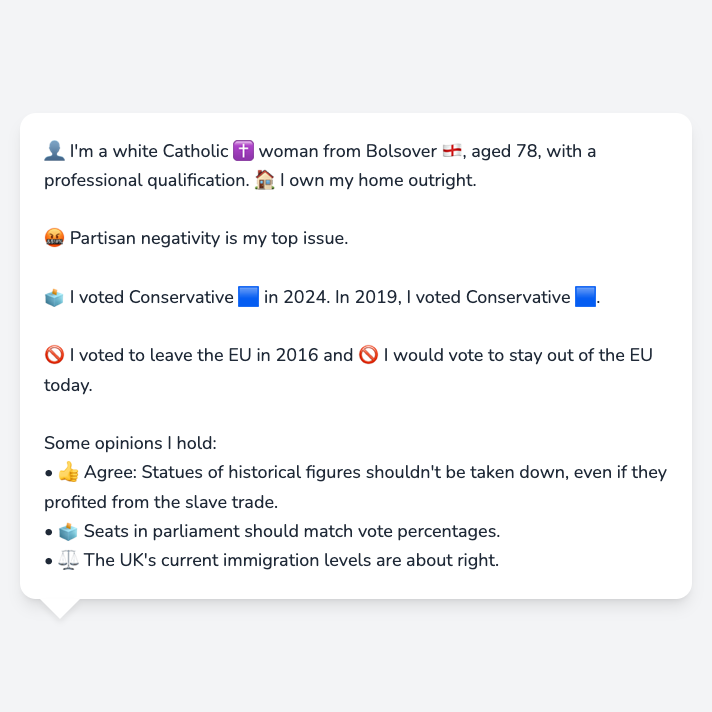 👤 I'm a white Catholic ✝️ woman from Bolsover 🏴󠁧󠁢󠁥󠁮󠁧󠁿, aged 78, with a
professional qualification. 🏠 I own my home outright.
🤬 Partisan negativity is my top issue.
🗳️ I voted Conservative 🟦 in 2024. In 2019, I voted Conservative 🟦.
🚫 I voted to leave the EU in 2016 and 🚫 I would vote to stay out of the EU
today.
Some opinions I hold:
• 👍 Agree: Statues of historical figures shouldn't be taken down, even if they
profited from the slave trade.
• 🗳️ Seats in parliament should match vote percentages.
• ⚖️ The UK's current immigration levels are about right.